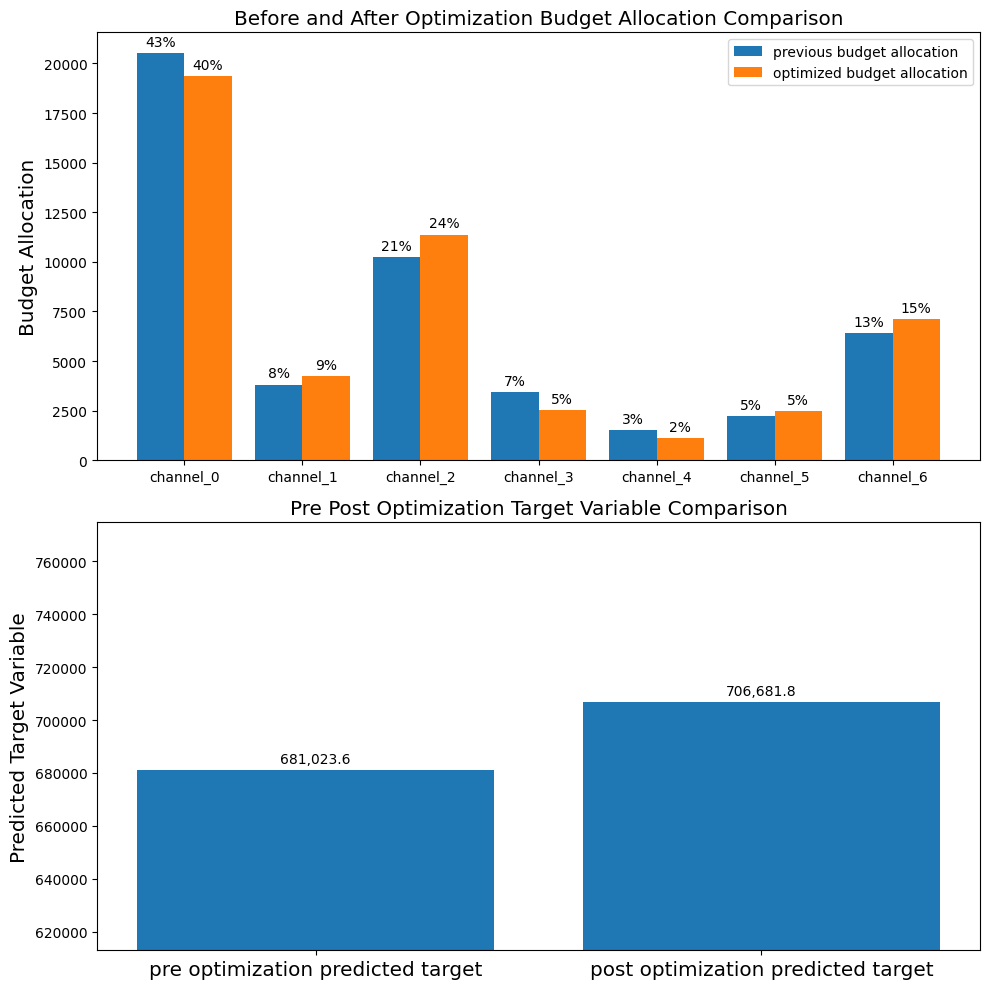 Before and After Optimization Budget Allocation Comparison
previous budget allocation
optimized budget allocation
Budget Allocation
20000
17500
15000
12500
10000
7500
5000
2500
0
43%
40%
8%
9%
21%
24%
7%
5%
3%
2%
5%
5%
13%
15%
channel_0
channel_1
channel_2
channel_3
channel_4
channel_5
channel_6
Pre Post Optimization Target Variable Comparison
Predicted Target Variable
760000
740000
720000
700000
680000
660000
640000
620000
681,023.6
706,681.8
pre optimization predicted target
post optimization predicted target